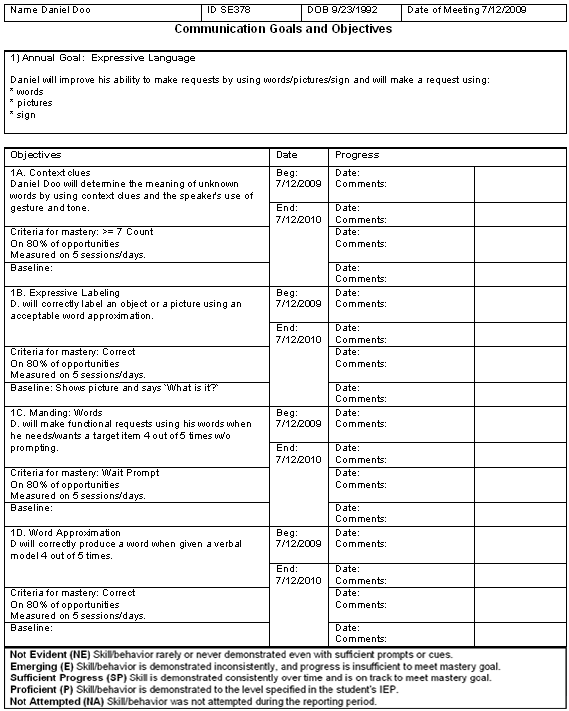 Name Daniel Doo ID SE378 DOB 9/23/1992 Date of Meeting 7/12/2009
Communication Goals and Objectives
1) Annual Goal: Expressive Language
Daniel will improve his ability to make requests by using words/pictures/sign and will make a request using:
* words
* pictures
* sign
Objectives Date Progress
1A. Context clues
Daniel Doo will determine the meaning of unknown
words by using context clues and the speaker's use of
gesture and tone.
Criteria for mastery: >= 7 Count
On 80% of opportunities
Measured on 5 sessions/days.
Baseline:
Beg:
7/12/2009
End:
7/12/2010
Date:
Comments:
Date:
Comments:
Date:
Comments:
Date:
Comments:
1B. Expressive Labeling
D. will correctly label an object or a picture using an
acceptable word approximation.
Criteria for mastery: Correct
On 80% of opportunities
Measured on 5 sessions/days.
Baseline: Shows picture and says "What is it?"
Beg:
7/12/2009
End:
7/12/2010
Date:
Comments:
Date:
Comments:
Date:
Comments:
Date:
Comments:
1C. Manding: Words
D. will make functional requests using his words when
he needs/wants a target item 4 out of 5 times w/o
prompting.
Criteria for mastery: Wait Prompt
On 80% of opportunities
Measured on 5 sessions/days.
Baseline:
Beg:
7/12/2009
End:
7/12/2010
Date:
Comments:
Date:
Comments:
Date:
Comments:
Date:
Comments:
1D. Word Approximation
D will correctly produce a word when given a verbal
model 4 out of 5 times.
Criteria for mastery: Correct
On 80% of opportunities
Measured on 5 sessions/days.
Baseline:
Beg:
7/12/2009
End:
7/12/2010
Date:
Comments:
Date:
Comments:
Date:
Comments:
Date:
Comments:
Not Evident (NE) Skill/behavior rarely or never demonstrated even with sufficient prompts or cues.
Emerging (E) Skill/behavior is demonstrated inconsistently, and progress is insufficient to meet mastery goal.
Sufficient Progress (SP) Skill is demonstrated consistently over time and is on track to meet mastery goal.
Proficient (P) Skill/behavior is demonstrated to the level specified in the student's IEP.
Not Attempted (NA) Skill/behavior was not attempted during the reporting period.